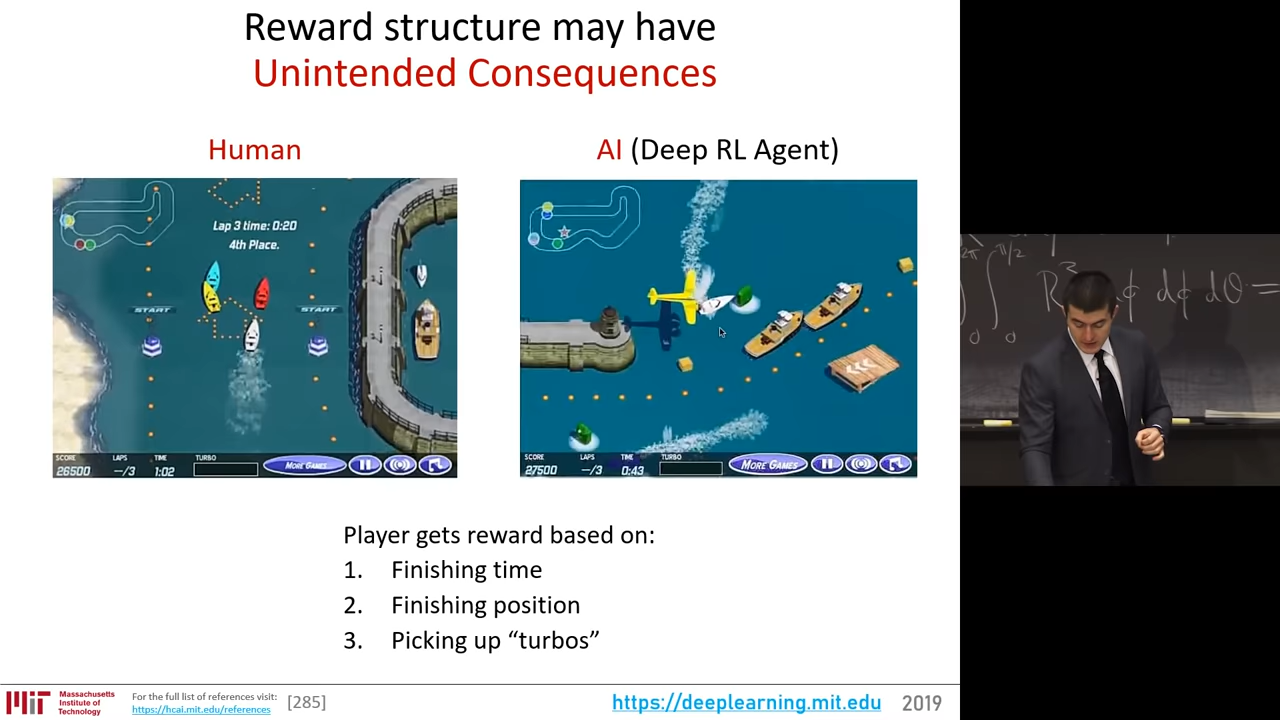 Reward structure may have
Unintended Consequences
Human
AI (Deep RL Agent)
Lap 3 time: 0:20
4th Place.
START
START
SCORE
26500
LAPS
--/3
TIME
1:02
TURBO
MORE GAMES
SCORE
27500
LAPS
--/3
TIME
0:43
TURBO
MORE GAMES
Player gets reward based on:
1. Finishing time
2. Finishing position
3. Picking up “turbos”
MIT
Massachusetts
Institute of
Technology
For the full list of references visit:
https://hcai.mit.edu/references
[285]
https://deeplearning.mit.edu
2019